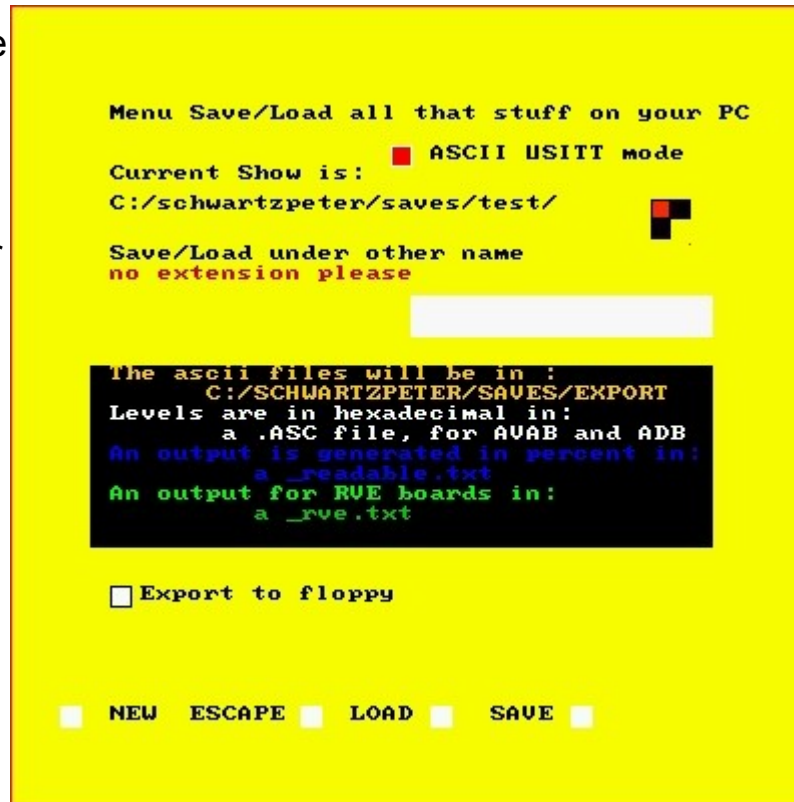 e
Menu Save/Load all that stuff on your PC
ASCII USITT mode
Current Show is:
C:/schwartzpeter/saves/test/
Save/Load under other name
no extension please
The ascii files will be in :
C:/SCHWARTZPETER/SAVES/EXPORT
Levels are in hexadecimal in:
a .ASC file, for AVAB and ADB
An output is generated in percent in:
a _readable.txt
An output for RVE boards in:
a _rve.txt
Export to floppy
NEW ESCAPE LOAD SAVE